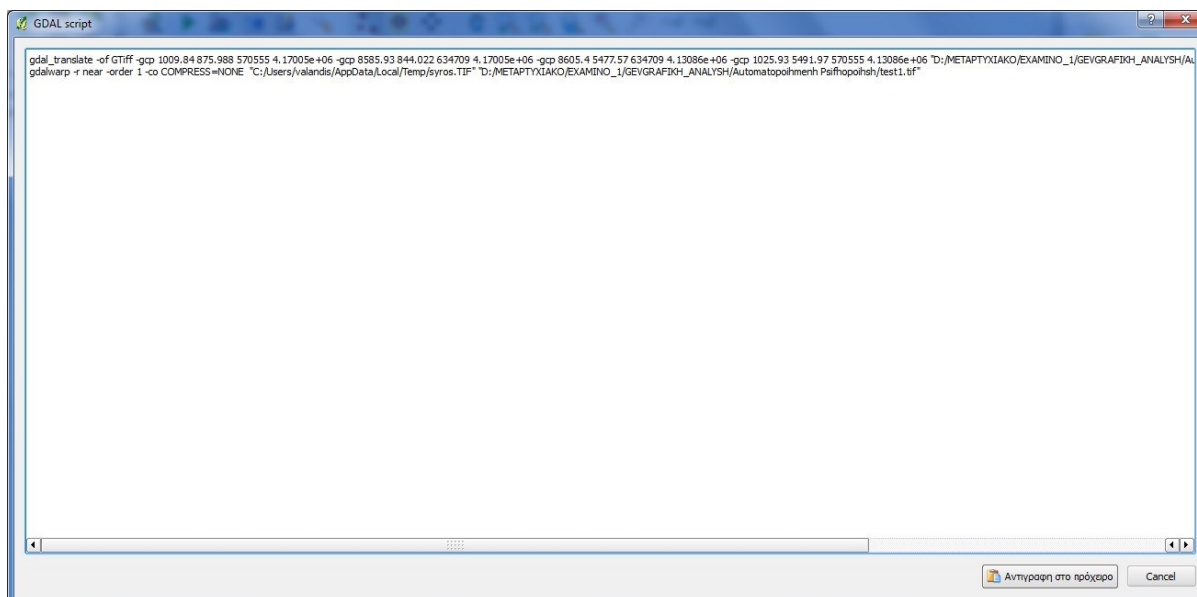 GDAL script
gdal_translate -of GTiff -gcp 1009.84 875.988 570555 4.17005e+06 -gcp 8585.93 844.022 634709 4.17005e+06 -gcp 8605.4 5477.57 634709 4.13086e+06 -gcp 1025.93 5491.97 570555 4.13086e+06 "D:/METAPTYXIAKO/EXAMINO_1/GEVGRAFIKH_ANALYSH/Au
gdalwarp -r near -order 1 -co COMPRESS=NONE "C:/Users/valandis/AppData/Local/Temp/syros.TIF" "D:/METAPTYXIAKO/EXAMINO_1/GEVGRAFIKH_ANALYSH/Automatopoihmenh Psifhopoihsh/test1.tif"
Αντιγραφη στο πρόχειρο Cancel